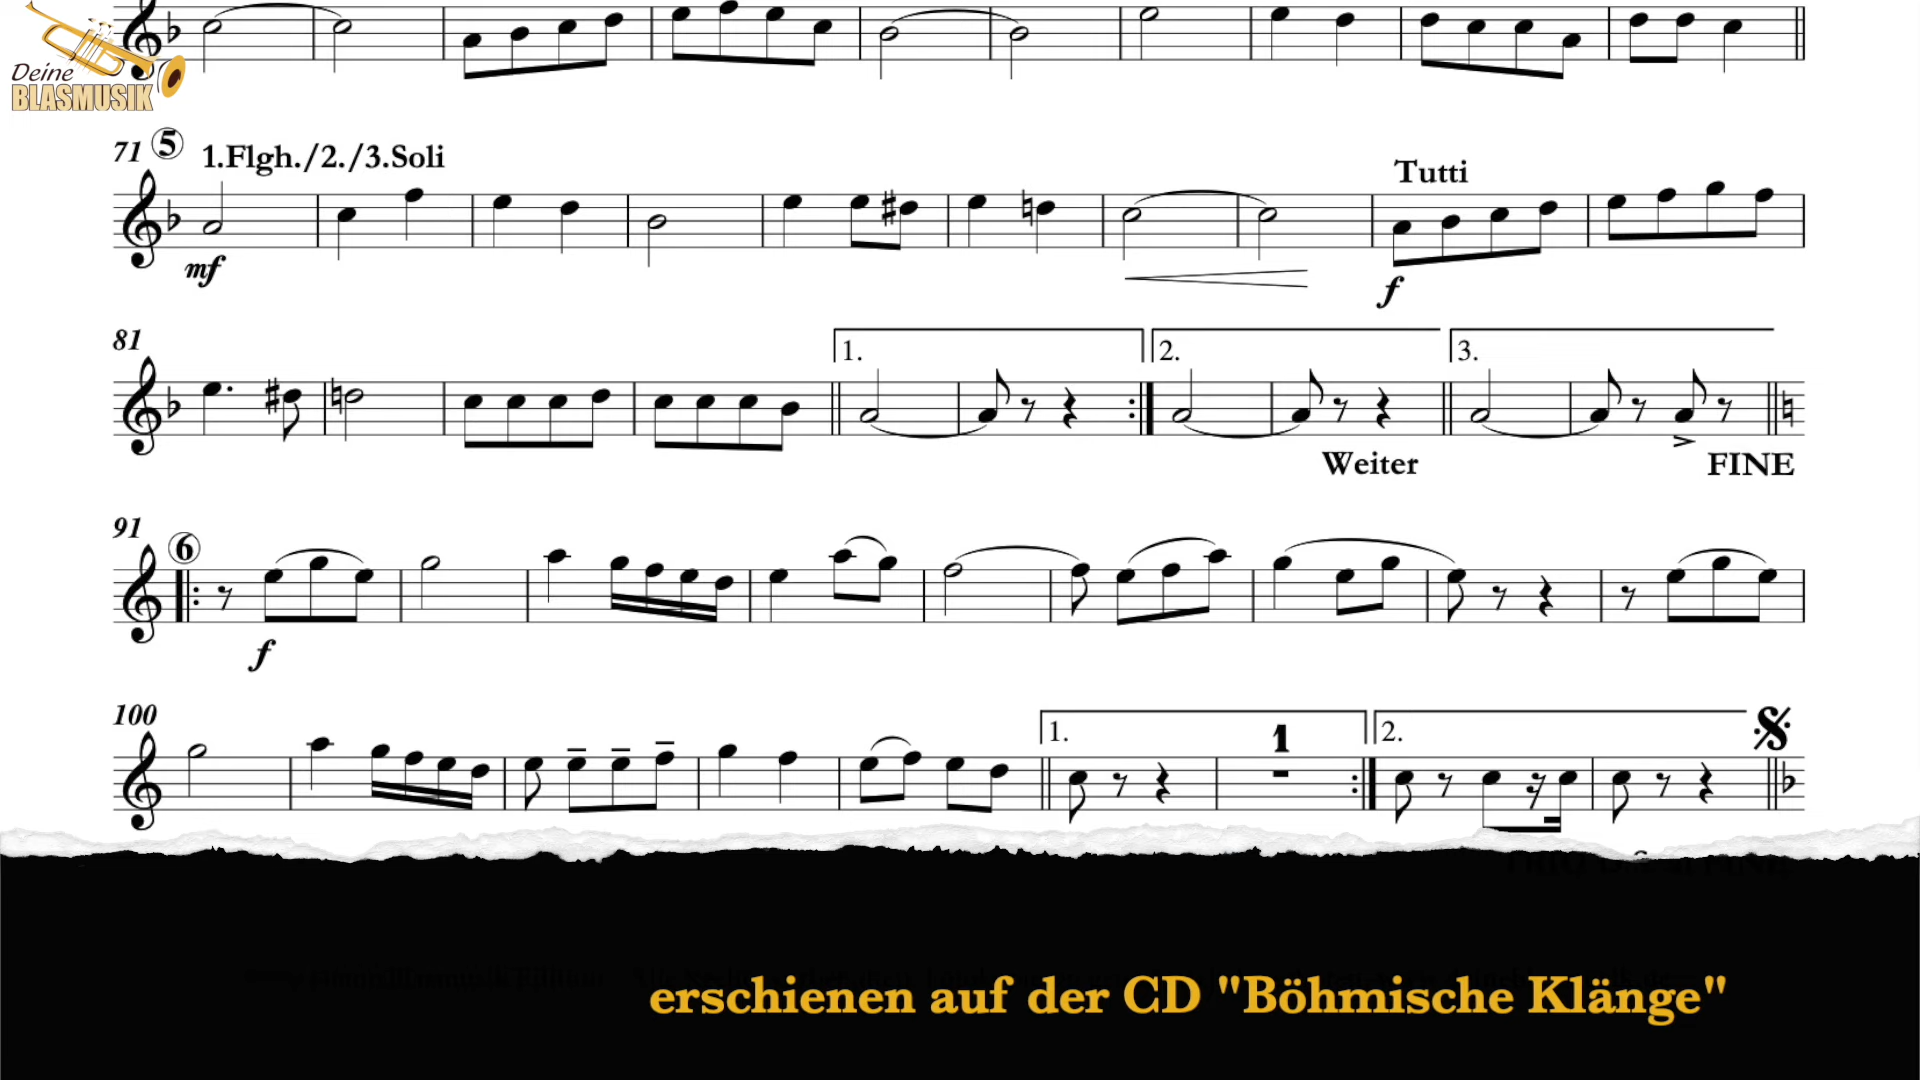 Deine
BLASMUSIK
71 5 1.Flgh./2./3.Soli
Tutti
mf
f
81
1. 2. 3.
Weiter FINE
91 6
f
100
1. 1 2.
erschienen auf der CD "Böhmische Klänge"